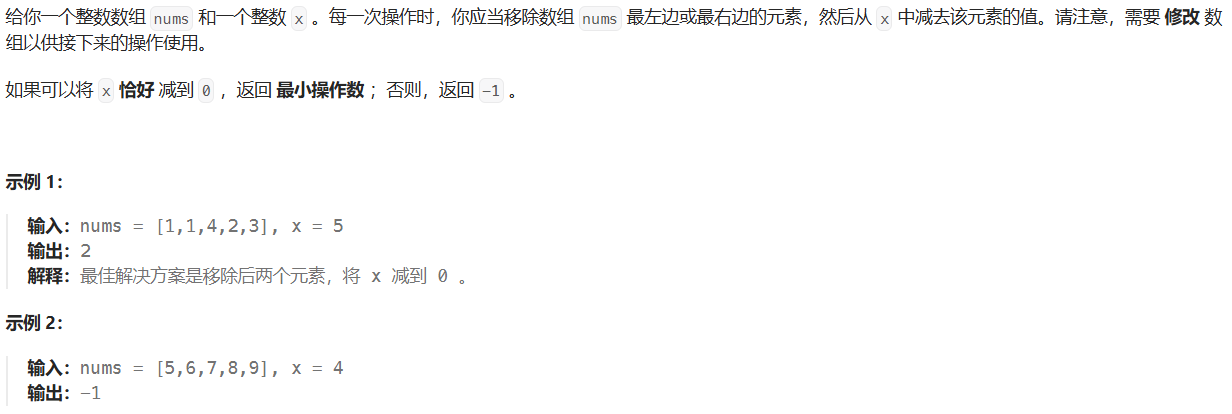 给你一个整数数组 nums 和一个整数 x 。每一次操作时，你应当移除数组 nums 最左边或最右边的元素，然后从 x 中减去该元素的值。请注意，需要 修改 数
组以供接下来的操作使用。
如果可以将 x 恰好 减到 0 ，返回 最小操作数 ；否则，返回 -1 。
示例 1：
输入：nums = [1,1,4,2,3], x = 5
输出：2
解释：最佳解决方案是移除后两个元素，将 x 减到 0 。
示例 2：
输入：nums = [5,6,7,8,9], x = 4
输出：-1